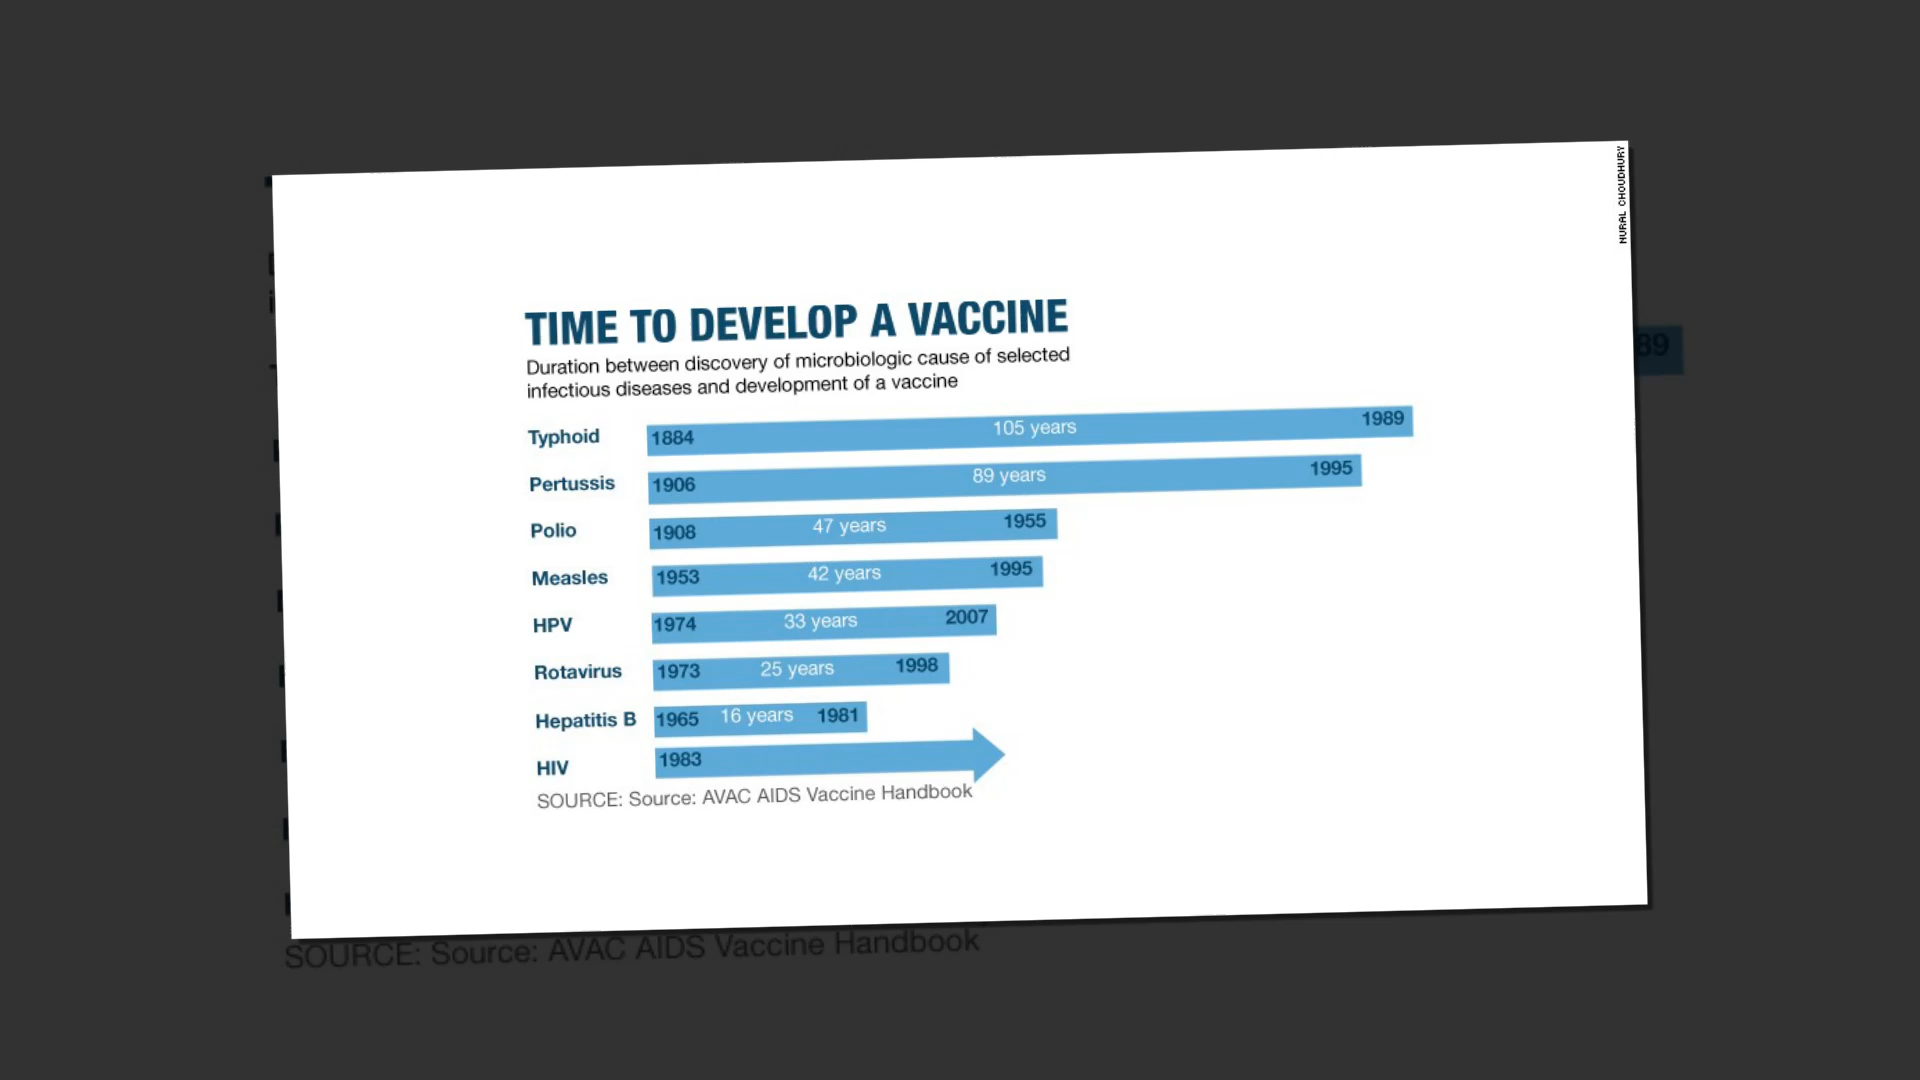 NURAL CHOUDHURY
TIME TO DEVELOP A VACCINE
Duration between discovery of microbiologic cause of selected
infectious diseases and development of a vaccine
Typhoid 1884 105 years 1989
Pertussis 1906 89 years 1995
Polio 1908 47 years 1955
Measles 1953 42 years 1995
HPV 1974 33 years 2007
Rotavirus 1973 25 years 1998
Hepatitis B 1965 16 years 1981
HIV 1983
SOURCE: Source: AVAC AIDS Vaccine Handbook
89
SOURCE: Source: AVAC AIDS Vaccine Handbook